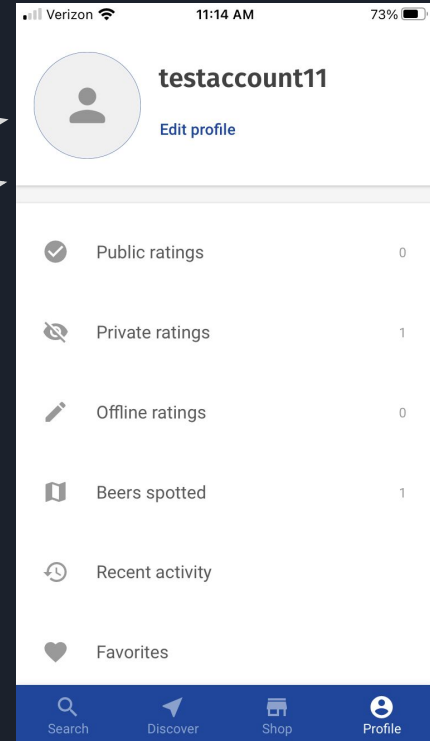 Verizon 11:14 AM 73%
testaccount11
Edit profile
Public ratings 0
Private ratings 1
Offline ratings 0
Beers spotted 1
Recent activity
Favorites
Search Discover Shop Profile